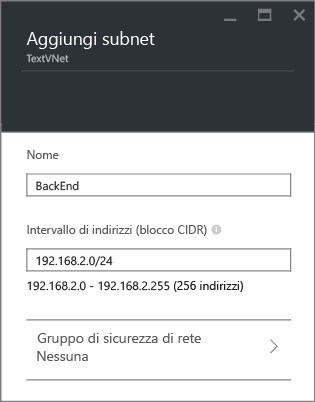 Aggiungi subnet
TextVNet
Nome
BackEnd
Intervallo di indirizzi (blocco CIDR)
192.168.2.0/24
192.168.2.0 - 192.168.2.255 (256 indirizzi)
Gruppo di sicurezza di rete
Nessuna